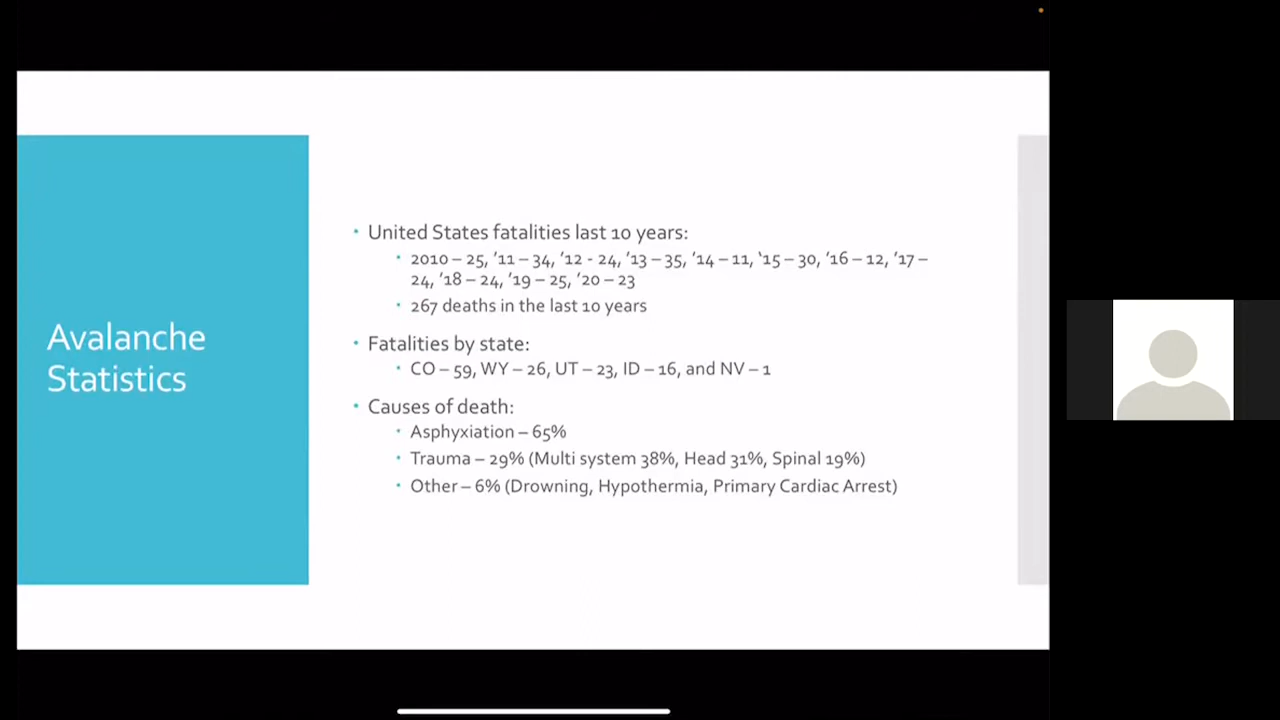 Avalanche
Statistics
• United States fatalities last 10 years:
• 2010 – 25, ’11 – 34, ’12 - 24, ’13 – 35, ’14 – 11, ‘15 – 30, ’16 – 12, ’17 –
24, ’18 – 24, ’19 – 25, ’20 – 23
• 267 deaths in the last 10 years
• Fatalities by state:
• CO – 59, WY – 26, UT – 23, ID – 16, and NV – 1
• Causes of death:
• Asphyxiation – 65%
• Trauma – 29% (Multi system 38%, Head 31%, Spinal 19%)
• Other – 6% (Drowning, Hypothermia, Primary Cardiac Arrest)